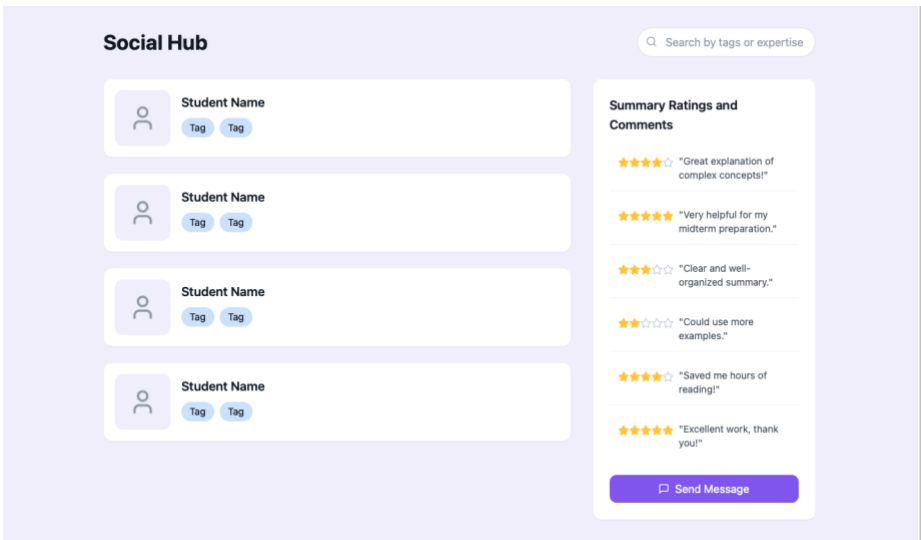 Social Hub
Search by tags or expertise
Student Name
Tag Tag
Student Name
Tag Tag
Student Name
Tag Tag
Student Name
Tag Tag
Summary Ratings and
Comments
"Great explanation of
complex concepts!"
"Very helpful for my
midterm preparation."
"Clear and well-
organized summary."
"Could use more
examples."
"Saved me hours of
reading!"
"Excellent work, thank
you!"
Send Message